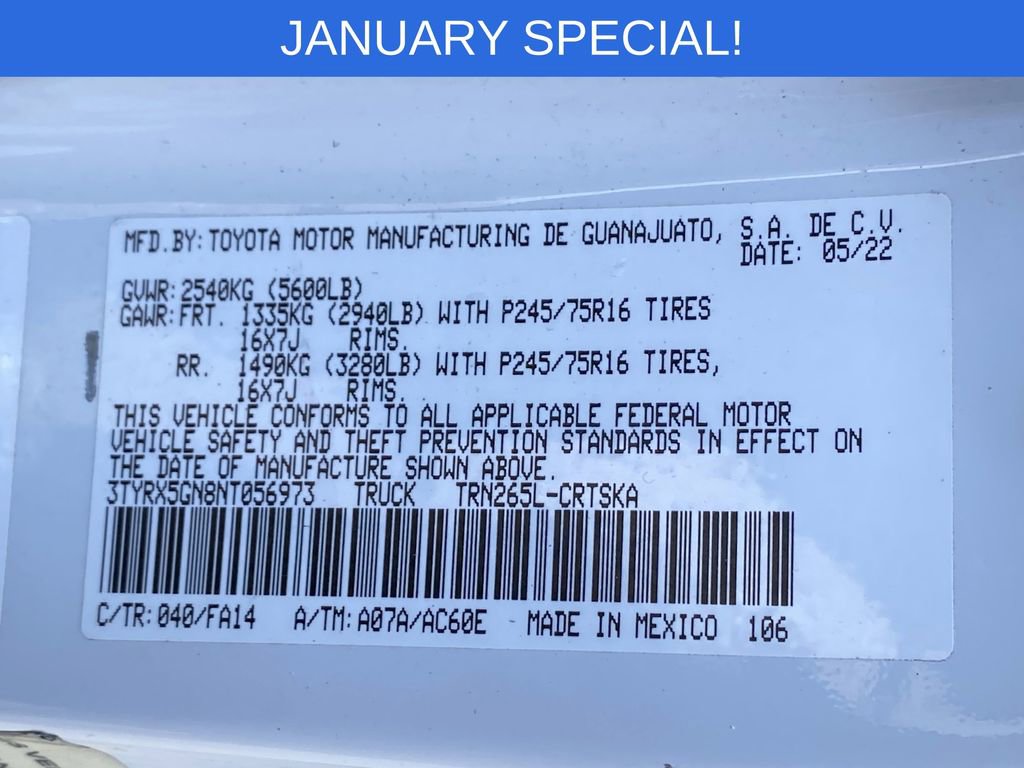 JANUARY SPECIAL!
MFD.BY: TOYOTA MOTOR MANUFACTURING DE GUANAJUATO, S.A. DE C.V.
DATE: 05/22
GVWR: 2540KG (5600LB)
GAWR: FRT. 1335KG (2940LB) WITH P245/75R16 TIRES
16X7J RIMS.
RR. 1490KG (3280LB) WITH P245/75R16 TIRES,
16X7J RIMS.
THIS VEHICLE CONFORMS TO ALL APPLICABLE FEDERAL MOTOR
VEHICLE SAFETY AND THEFT PREVENTION STANDARDS IN EFFECT ON
THE DATE OF MANUFACTURE SHOWN ABOVE.
3TYRX5GN8NT056973 TRUCK TRN265L-CRTSKA
C/TR: 040/FA14 A/TM: A07A/AC60E MADE IN MEXICO 106